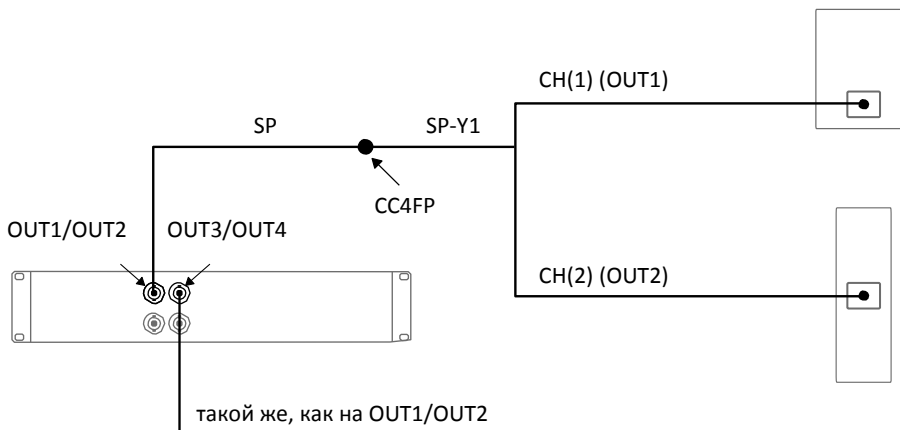 CH(1) (OUT1)
SP
SP-Y1
CC4FP
OUT1/OUT2
OUT3/OUT4
CH(2) (OUT2)
такой же, как на OUT1/OUT2